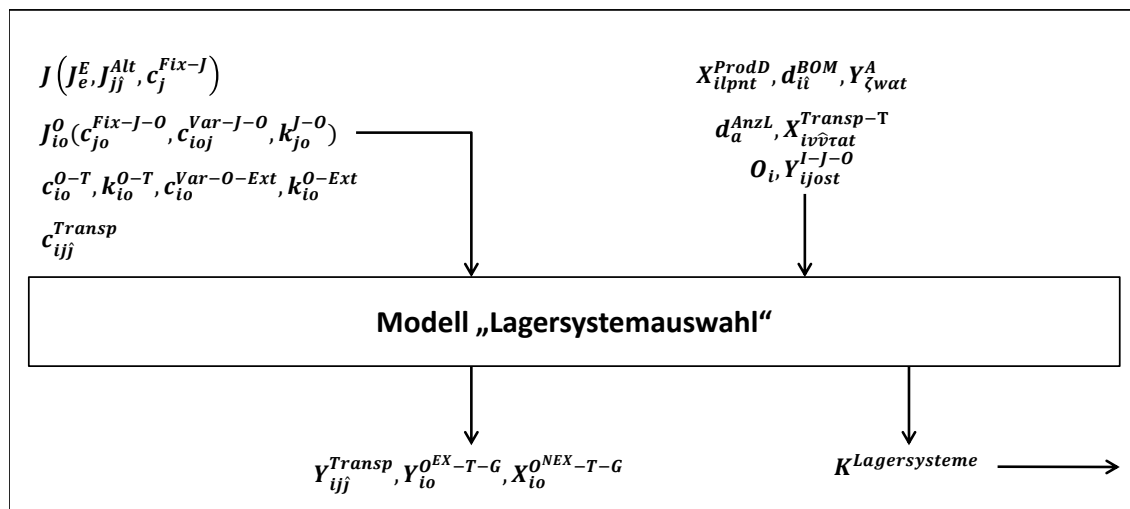 J(J_e^E, J_{jĵ}^{Alt}, c_j^{Fix-J})
J_{io}^O(c_{jo}^{Fix-J-O}, c_{ioj}^{Var-J-O}, k_{jo}^{J-O})
c_{io}^{O-T}, k_{io}^{O-T}, c_{io}^{Var-O-Ext}, k_{io}^{O-Ext}
c_{ijĵ}^{Transp}
X_{ilpnt}^{ProdD}, d_{iî}^{BOM}, Y_{ζwαt}^A
d_a^{AnzL}, X_{ivv̂τat}^{Transp-T}
O_i, Y_{ijost}^{I-J-O}
Modell „Lagersystemauswahl“
Y_{ijĵ}^{Transp}, Y_{io}^{O^{EX}-T-G}, X_{io}^{O^{NEX}-T-G}
K^{Lagersysteme}